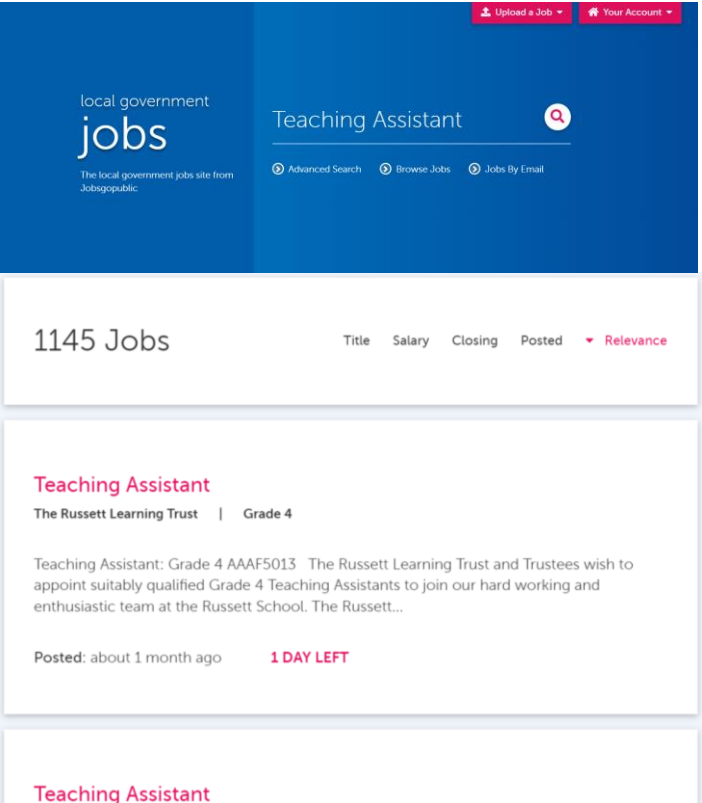 Upload a Job Your Account
local government
jobs
The local government jobs site from
Jobsgopublic
Teaching Assistant
Advanced Search Browse Jobs Jobs By Email
1145 Jobs
Title Salary Closing Posted Relevance
Teaching Assistant
The Russett Learning Trust | Grade 4
Teaching Assistant: Grade 4 AAAF5013 The Russett Learning Trust and Trustees wish to
appoint suitably qualified Grade 4 Teaching Assistants to join our hard working and
enthusiastic team at the Russett School. The Russett...
Posted: about 1 month ago 1 DAY LEFT
Teaching Assistant